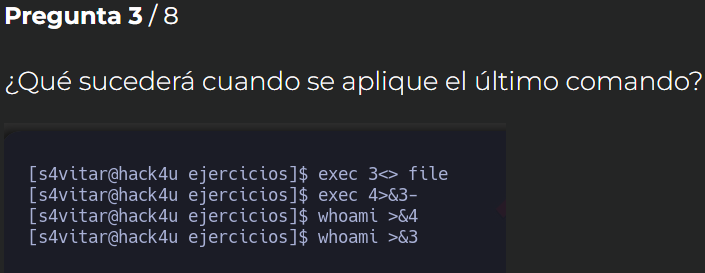 Pregunta 3 / 8
¿Qué sucederá cuando se aplique el último comando?
[s4vitar@hack4u ejercicios]$ exec 3<> file
[s4vitar@hack4u ejercicios]$ exec 4>&3-
[s4vitar@hack4u ejercicios]$ whoami >&4
[s4vitar@hack4u ejercicios]$ whoami >&3